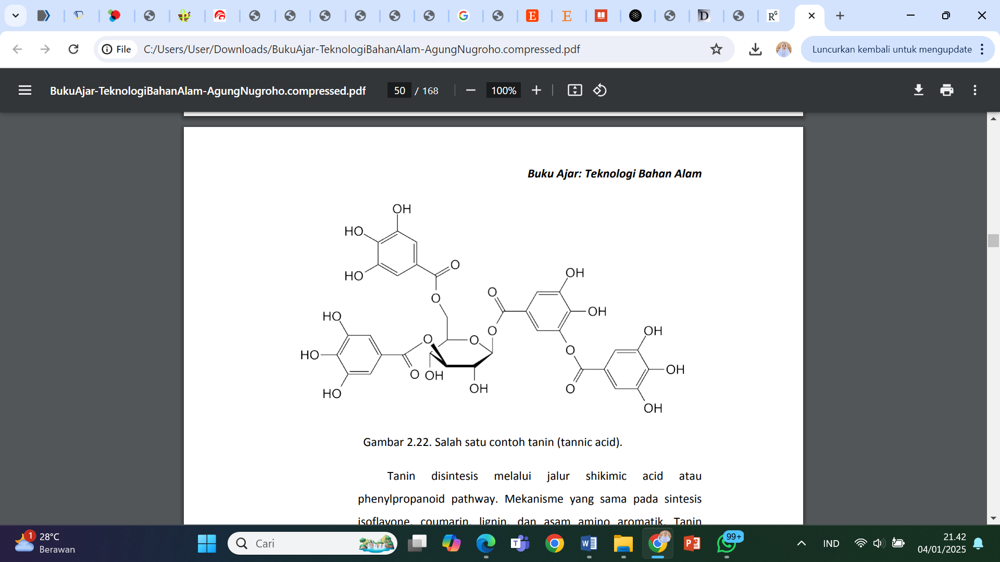 File
C:/Users/User/Downloads/BukuAjar-TeknologiBahanAlam-AgungNugroho.compressed.pdf
Luncurkan kembali untuk mengupdate
BukuAjar-TeknologiBahanAlam-AgungNugroho.compressed.pdf
50 / 168
100%
Buku Ajar: Teknologi Bahan Alam
OH
HO
O
HO
OH
O
O
HO
OH
O
OH
O
O
HO
O
OH
O
OH
OH
O
OH
HO
OH
Gambar 2.22. Salah satu contoh tanin (tannic acid).
Tanin disintesis melalui jalur shikimic acid atau
phenylpropanoid pathway. Mekanisme yang sama pada sintesis
isoflavone, coumarin, lignin, dan asam amino aromatik. Tanin
1
28°C
Berawan
Cari
99+
IND
21.42
04/01/2025